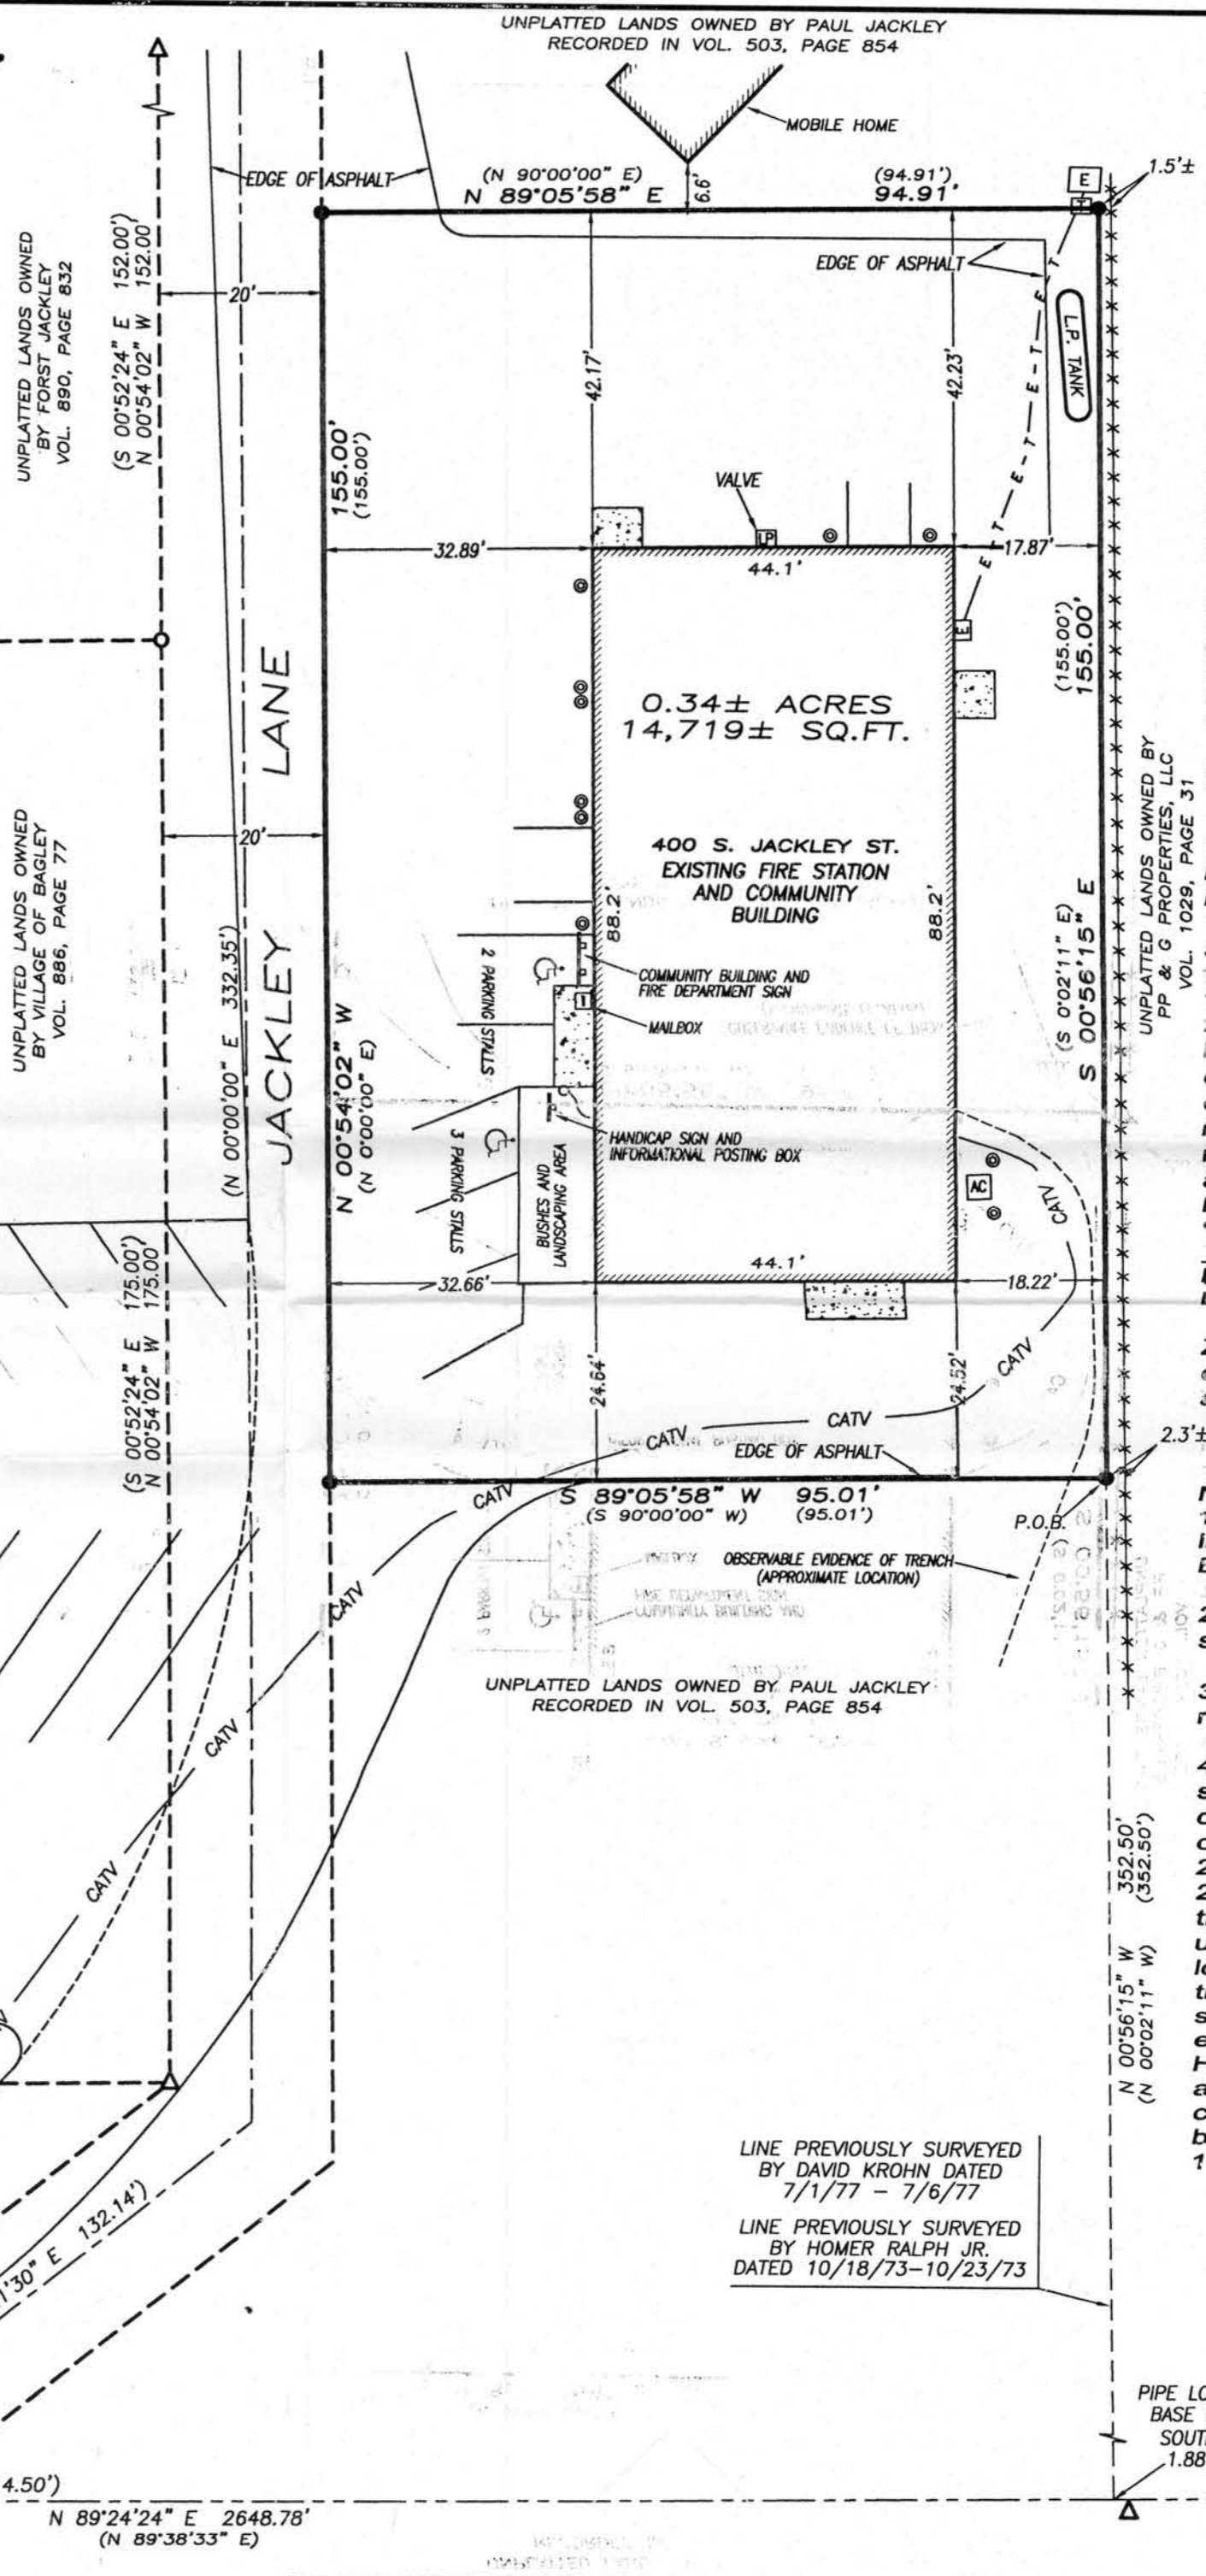 UNPLATTED LANDS OWNED BY PAUL JACKLEY
RECORDED IN VOL. 503, PAGE 854
MOBILE HOME
EDGE OF ASPHALT
(N 90°00'00" E)
N 89°05'58" E
6.6'
(94.91')
94.91'
E
T
1.5'±
UNPLATTED LANDS OWNED
BY FORST JACKLEY
VOL. 890, PAGE 832
(S 00°52'24" E 152.00')
N 00°54'02" W 152.00'
20'
EDGE OF ASPHALT
L.P. TANK
E-T-E-T-E-T-E-T
42.17'
42.23'
155.00'
(155.00')
VALVE
LP
32.89'
44.1'
17.87'
E
(155.00')
155.00'
0.34± ACRES
14,719± SQ.FT.
JACKLEY LANE
20'
400 S. JACKLEY ST.
EXISTING FIRE STATION
AND COMMUNITY
BUILDING
88.2'
88.2'
UNPLATTED LANDS OWNED BY
PP & G PROPERTIES, LLC
VOL. 1029, PAGE 31
UNPLATTED LANDS OWNED
BY VILLAGE OF BAGLEY
VOL. 886, PAGE 77
(N 00°00'00" E 332.35')
2 PARKING STALLS
COMMUNITY BUILDING AND
FIRE DEPARTMENT SIGN
MAILBOX
(S 0°02'11" E)
S 00°56'15" E
N 00°54'02" W
(N 0°00'00" E)
3 PARKING STALLS
BUSHES AND
LANDSCAPING AREA
HANDICAP SIGN AND
INFORMATIONAL POSTING BOX
AC
CATV
(S 00°52'24" E 175.00')
N 00°54'02" W 175.00'
32.66'
44.1'
18.22'
24.64'
24.52'
CATV
CATV
CATV
EDGE OF ASPHALT
2.3'±
CATV
S 89°05'58" W 95.01'
(S 90°00'00" W) (95.01')
P.O.B.
OBSERVABLE EVIDENCE OF TRENCH
(APPROXIMATE LOCATION)
CATV
UNPLATTED LANDS OWNED BY PAUL JACKLEY
RECORDED IN VOL. 503, PAGE 854
CATV
CATV
N 00°56'15" W 352.50'
(N 00°02'11" W) (352.50')
LINE PREVIOUSLY SURVEYED
BY DAVID KROHN DATED
7/1/77 - 7/6/77
LINE PREVIOUSLY SURVEYED
BY HOMER RALPH JR.
DATED 10/18/73-10/23/73
1'30" E 132.14')
PIPE LO
BASE
SOUT
1.88
4.50')
N 89°24'24" E 2648.78'
(N 89°38'33" E)